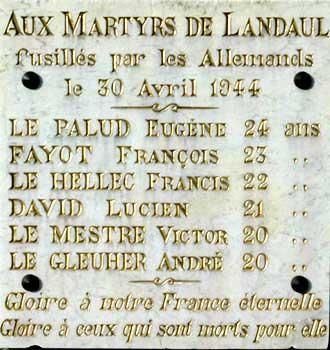 AUX MARTYRS DE LANDAUL
fusillés par les Allemands
le 30 Avril 1944
LE PALUD EUGÈNE 24 ans
FAYOT FRANÇOIS 23 ..
LE HELLEC FRANCIS 22 ..
DAVID LUCIEN 21 ..
LE MESTRE VICTOR 20 ..
LE GLEUHER ANDRÉ 20 ..
Gloire à notre France éternelle
Gloire à ceux qui sont morts pour elle